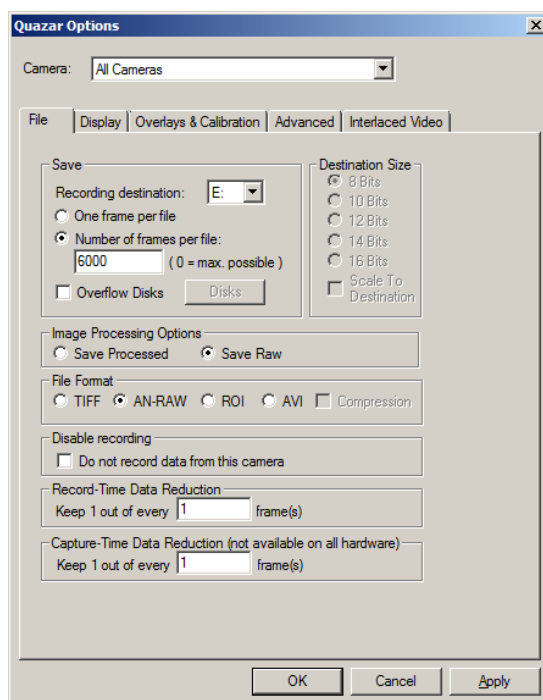 Quazar Options
Camera: All Cameras
File Display Overlays & Calibration Advanced Interlaced Video
Save
Recording destination: E:
One frame per file
Number of frames per file:
6000 ( 0 = max. possible )
Overflow Disks Disks
Destination Size
8 Bits
10 Bits
12 Bits
14 Bits
16 Bits
Scale To
Destination
Image Processing Options
Save Processed Save Raw
File Format
TIFF AN-RAW ROI AVI Compression
Disable recording
Do not record data from this camera
Record-Time Data Reduction
Keep 1 out of every 1 frame(s)
Capture-Time Data Reduction (not available on all hardware)
Keep 1 out of every 1 frame(s)
OK Cancel Apply